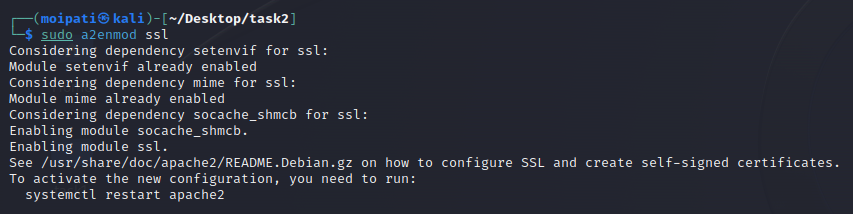 ┌──(moipati㉿kali)-[~/Desktop/task2]
└─$ sudo a2enmod ssl
Considering dependency setenvif for ssl:
Module setenvif already enabled
Considering dependency mime for ssl:
Module mime already enabled
Considering dependency socache_shmcb for ssl:
Enabling module socache_shmcb.
Enabling module ssl.
See /usr/share/doc/apache2/README.Debian.gz on how to configure SSL and create self-signed certificates.
To activate the new configuration, you need to run:
  systemctl restart apache2